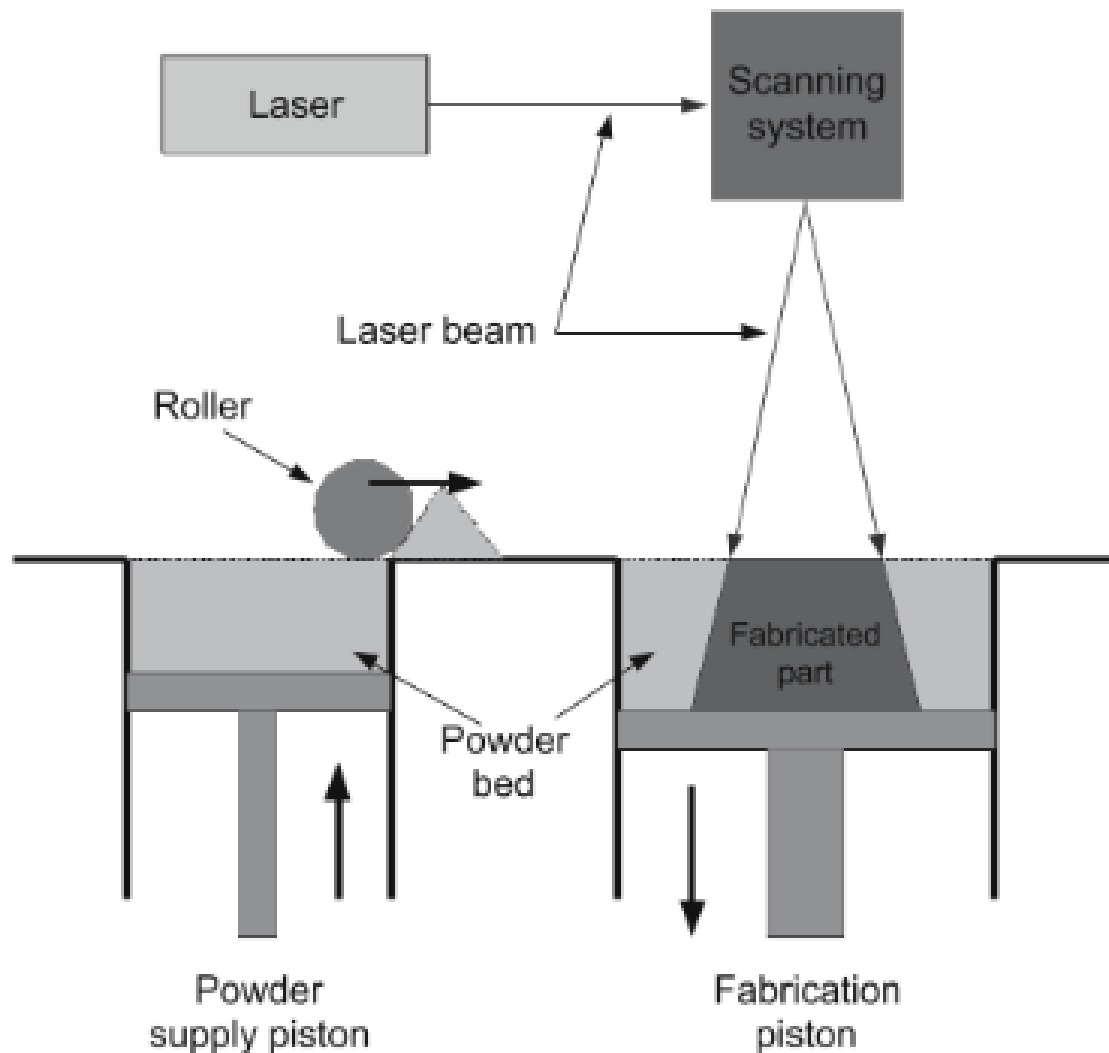 Laser
Scanning
system
Laser beam
Roller
Fabricated
part
Powder
bed
Powder
supply piston
Fabrication
piston